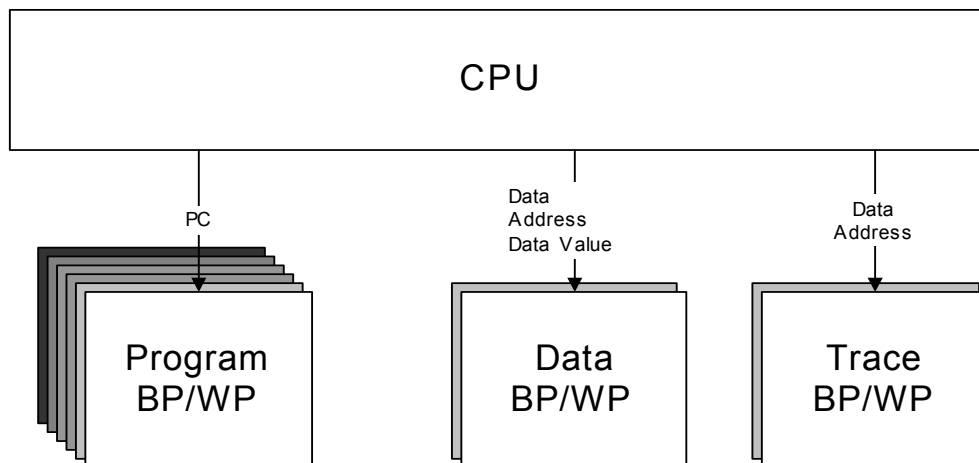 CPU
PC
Data
Address
Data Value
Data
Address
Program
BP/WP
Data
BP/WP
Trace
BP/WP